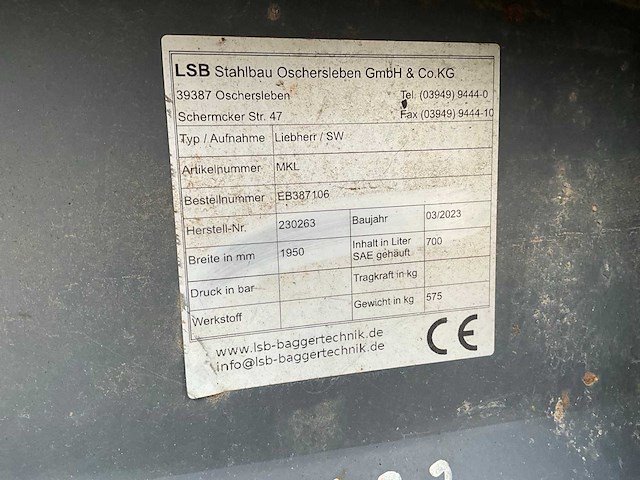 LSB Stahlbau Oschersleben GmbH & Co.KG
39387 Oschersleben Tel. (03949) 9444-0
Schermcker Str. 47 Fax (03949) 9444-10
Typ / Aufnahme Liebherr / SW
Artikelnummer MKL
Bestellnummer EB387106
Herstell-Nr. 230263 Baujahr 03/2023
Breite in mm 1950 Inhalt in Liter SAE gehäuft 700
Druck in bar Tragkraft in kg
Werkstoff Gewicht in kg 575
www.lsb-baggertechnik.de
info@lsb-baggertechnik.de
CE